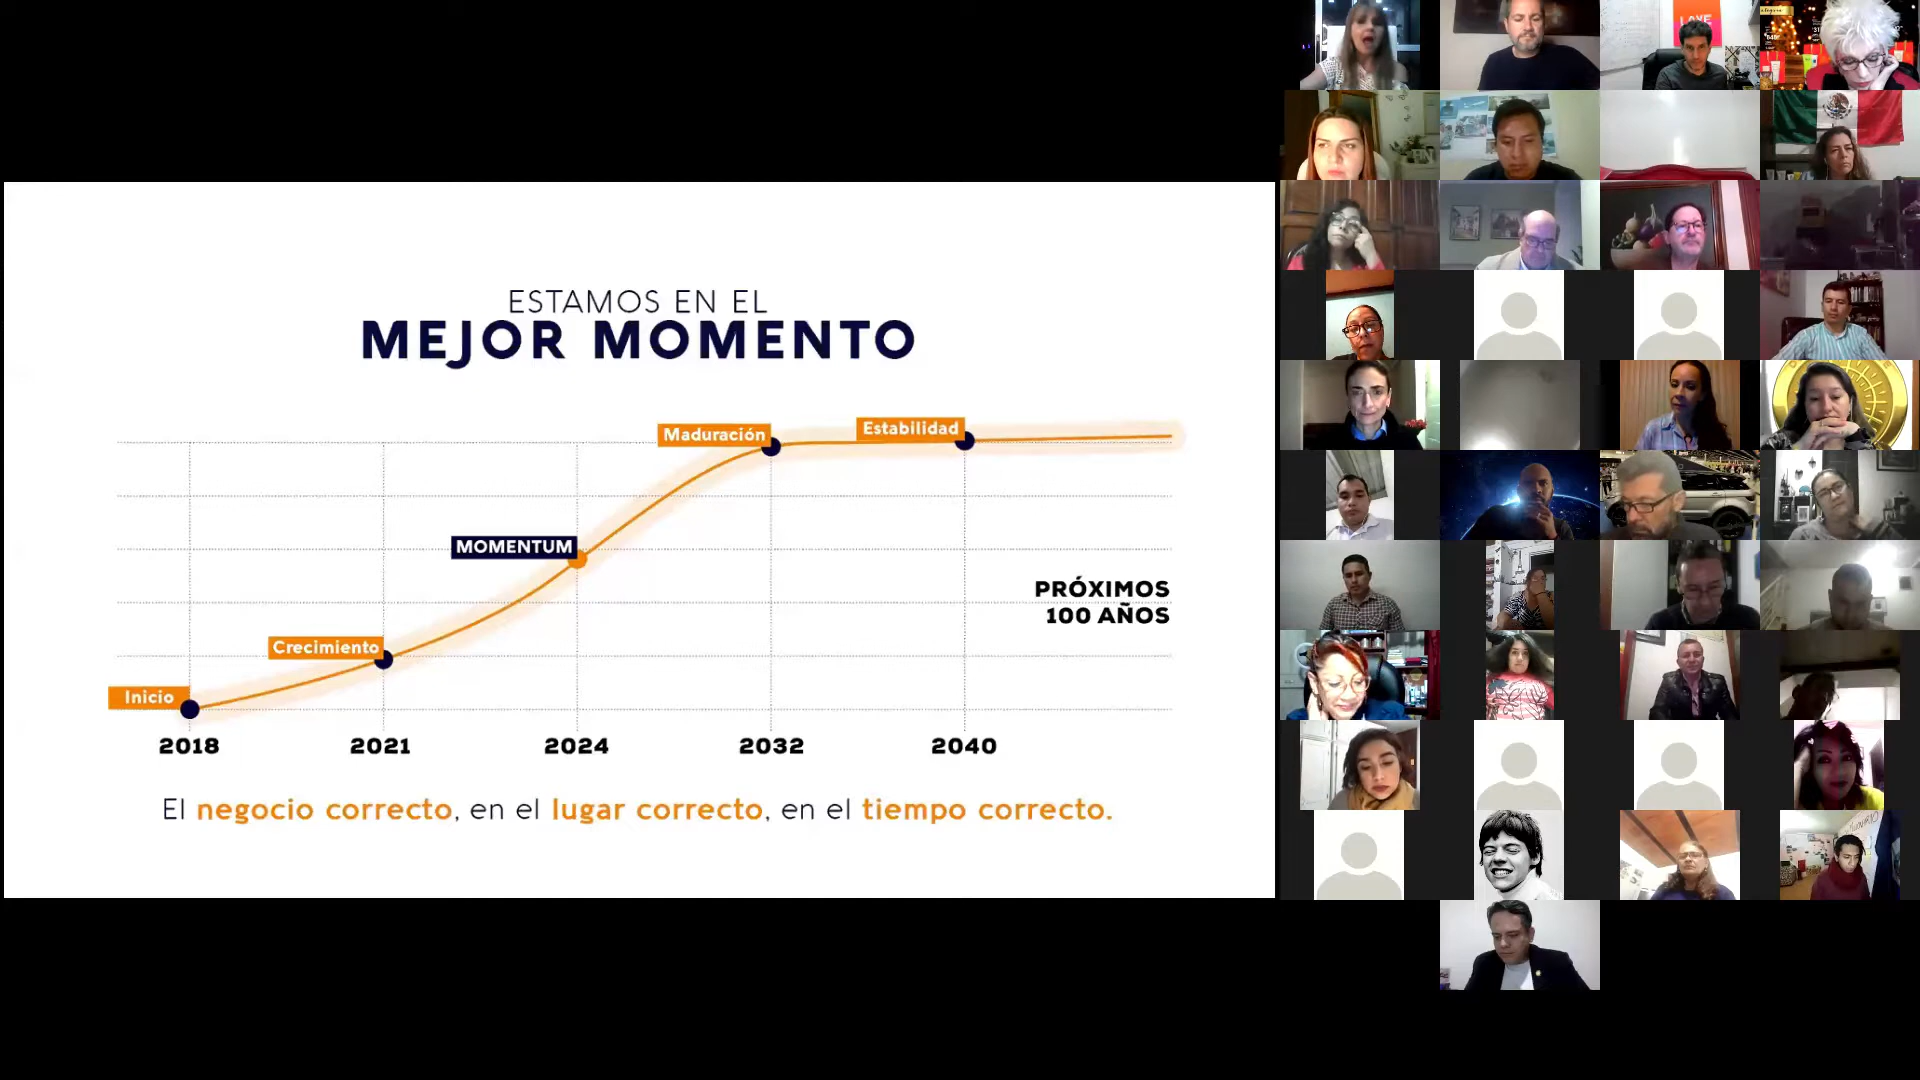 ESTAMOS EN EL
MEJOR MOMENTO
Maduración
Estabilidad
MOMENTUM
PRÓXIMOS
100 AÑOS
Crecimiento
Inicio
2018 2021 2024 2032 2040
El negocio correcto, en el lugar correcto, en el tiempo correcto.